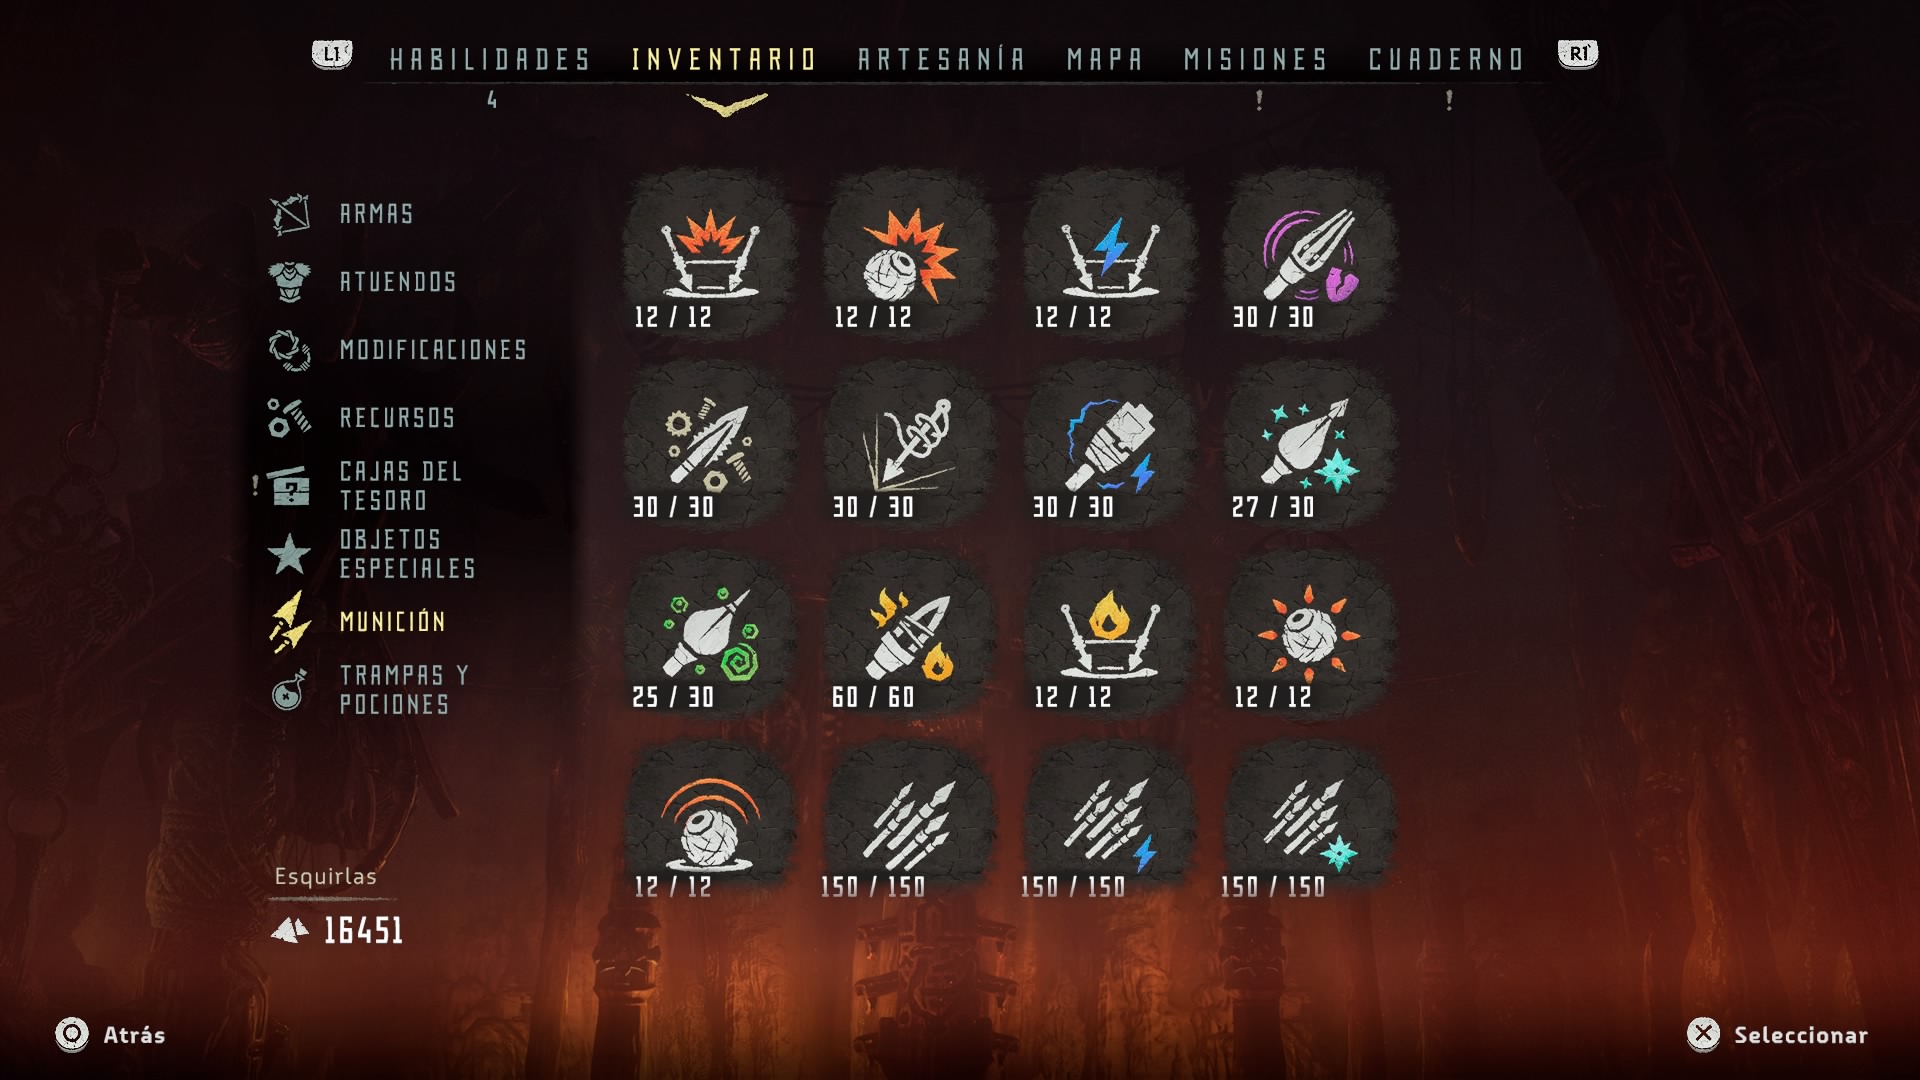 L1 HABILIDADES INVENTARIO ARTESANÍA MAPA MISIONES CUADERNO R1
4 ! !
ARMAS
ATUENDOS
MODIFICACIONES
RECURSOS
! ? CAJAS DEL
TESORO
OBJETOS
ESPECIALES
MUNICIÓN
TRAMPAS Y
POCIONES
12 / 12 12 / 12 12 / 12 30 / 30
30 / 30 30 / 30 30 / 30 27 / 30
25 / 30 60 / 60 12 / 12 12 / 12
12 / 12 150 / 150 150 / 150 150 / 150
Esquirlas
16451
Atrás
Seleccionar